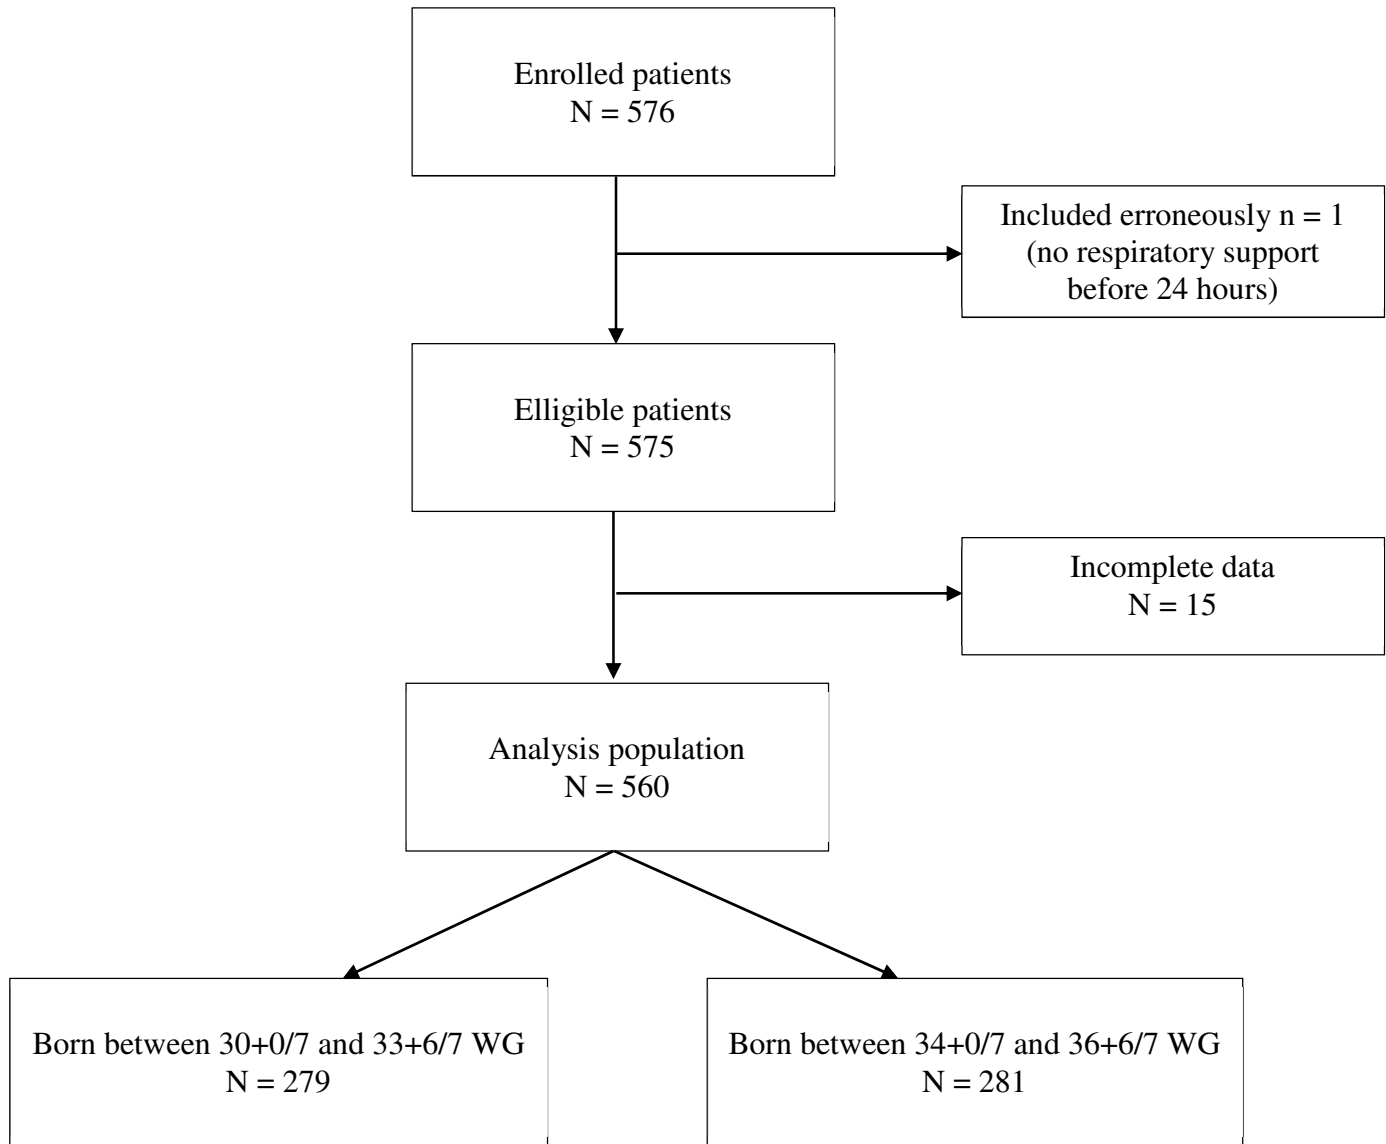 Enrolled patients
N = 576
Included erroneously n = 1
(no respiratory support
before 24 hours)
Elligible patients
N = 575
Incomplete data
N = 15
Analysis population
N = 560
Born between 30+0/7 and 33+6/7 WG
N = 279
Born between 34+0/7 and 36+6/7 WG
N = 281